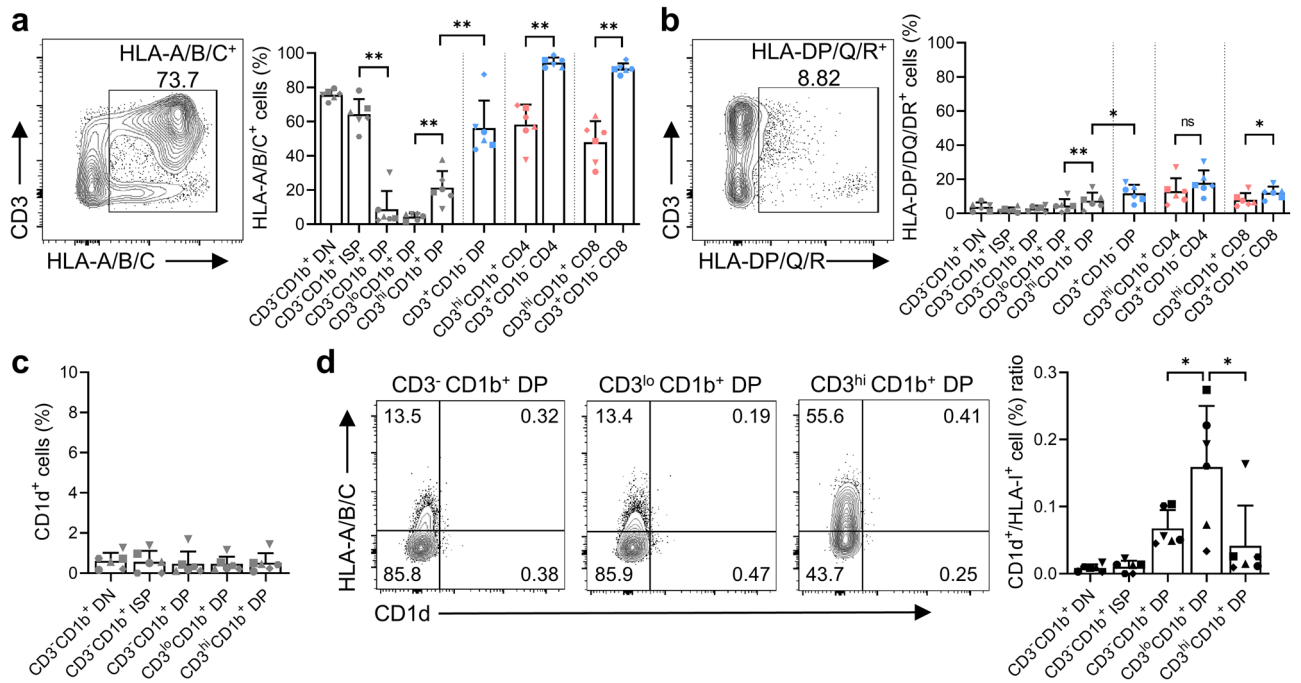 a
HLA-A/B/C⁺
73.7
CD3
HLA-A/B/C
HLA-A/B/C⁺ cells (%)
100
80
60
40
20
0
**
**
**
**
**
CD3⁻CD1b⁺ DN
CD3⁻CD1b⁺ ISP
CD3⁻CD1b⁺ DP
CD3ˡᵒCD1b⁺ DP
CD3ʰⁱCD1b⁺ DP
CD3⁺CD1b⁻ DP
CD3ʰⁱCD1b⁺ CD4
CD3⁺CD1b⁻ CD4
CD3ʰⁱCD1b⁺ CD8
CD3⁺CD1b⁻ CD8
b
HLA-DP/Q/R⁺
8.82
CD3
HLA-DP/Q/R
HLA-DP/DQ/DR⁺ cells (%)
100
80
60
40
20
0
**
*
ns
*
CD3⁻CD1b⁺ DN
CD3⁻CD1b⁺ ISP
CD3⁻CD1b⁺ DP
CD3ˡᵒCD1b⁺ DP
CD3ʰⁱCD1b⁺ DP
CD3⁺CD1b⁻ DP
CD3ʰⁱCD1b⁺ CD4
CD3⁺CD1b⁻ CD4
CD3ʰⁱCD1b⁺ CD8
CD3⁺CD1b⁻ CD8
c
CD1d⁺ cells (%)
10
8
6
4
2
0
CD3⁻CD1b⁺ DN
CD3⁻CD1b⁺ ISP
CD3⁻CD1b⁺ DP
CD3ˡᵒCD1b⁺ DP
CD3ʰⁱCD1b⁺ DP
d
CD3⁻ CD1b⁺ DP
13.5
0.32
85.8
0.38
CD3ˡᵒ CD1b⁺ DP
13.4
0.19
85.9
0.47
CD3ʰⁱ CD1b⁺ DP
55.6
0.41
43.7
0.25
HLA-A/B/C
CD1d
CD1d⁺/HLA-I⁺ cell (%) ratio
0.3
0.2
0.1
0.0
*
*
CD3⁻CD1b⁺ DN
CD3⁻CD1b⁺ ISP
CD3⁻CD1b⁺ DP
CD3ˡᵒCD1b⁺ DP
CD3ʰⁱCD1b⁺ DP